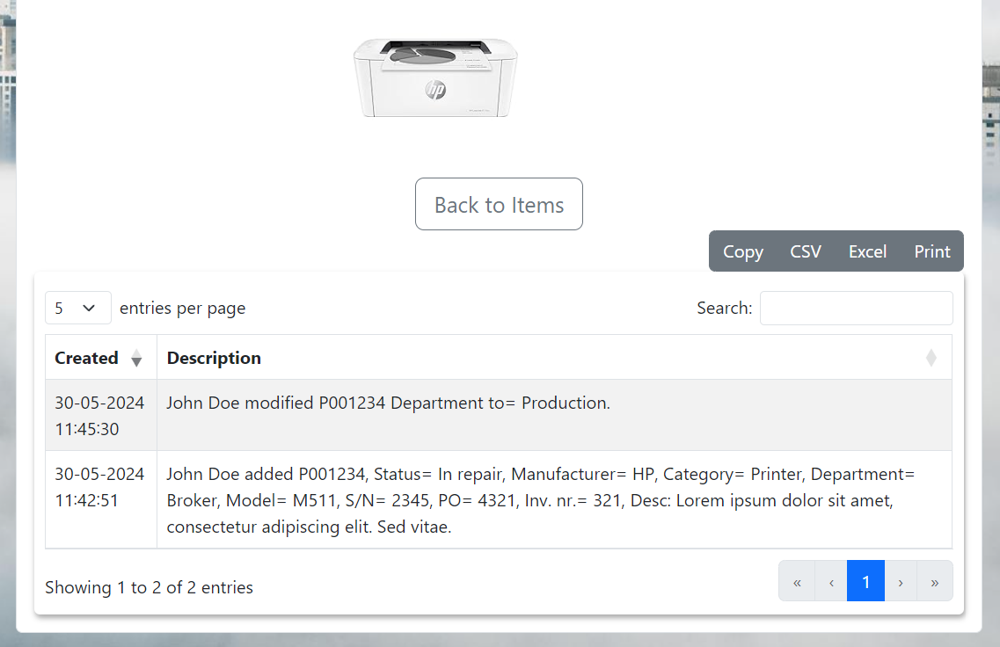 hp
Back to Items
Copy CSV Excel Print
5 entries per page Search:
Created Description
30-05-2024 John Doe modified P001234 Department to= Production.
11:45:30
30-05-2024 John Doe added P001234, Status= In repair, Manufacturer= HP, Category= Printer, Department=
11:42:51 Broker, Model= M511, S/N= 2345, PO= 4321, Inv. nr.= 321, Desc: Lorem ipsum dolor sit amet,
consectetur adipiscing elit. Sed vitae.
Showing 1 to 2 of 2 entries « ‹ 1 › »